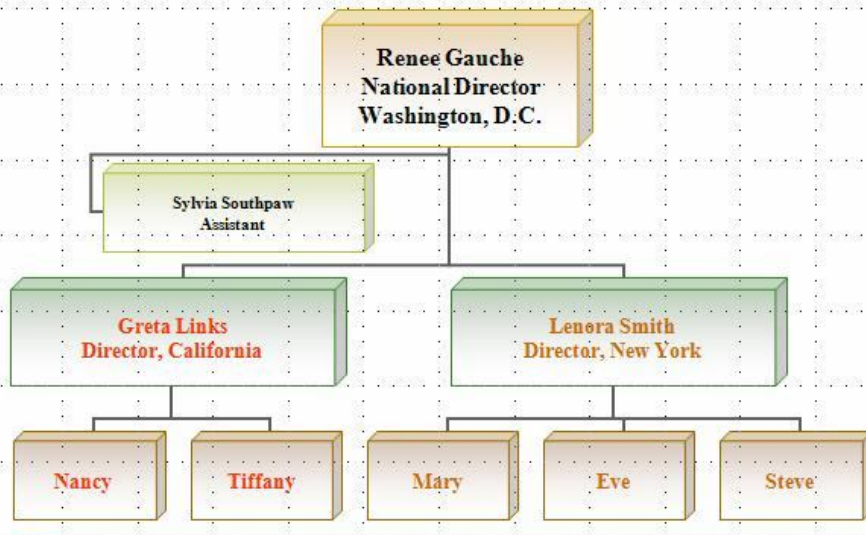 Renee Gauche
National Director
Washington, D.C.
Sylvia Southpaw
Assistant
Greta Links
Director, California
Lenora Smith
Director, New York
Nancy
Tiffany
Mary
Eve
Steve